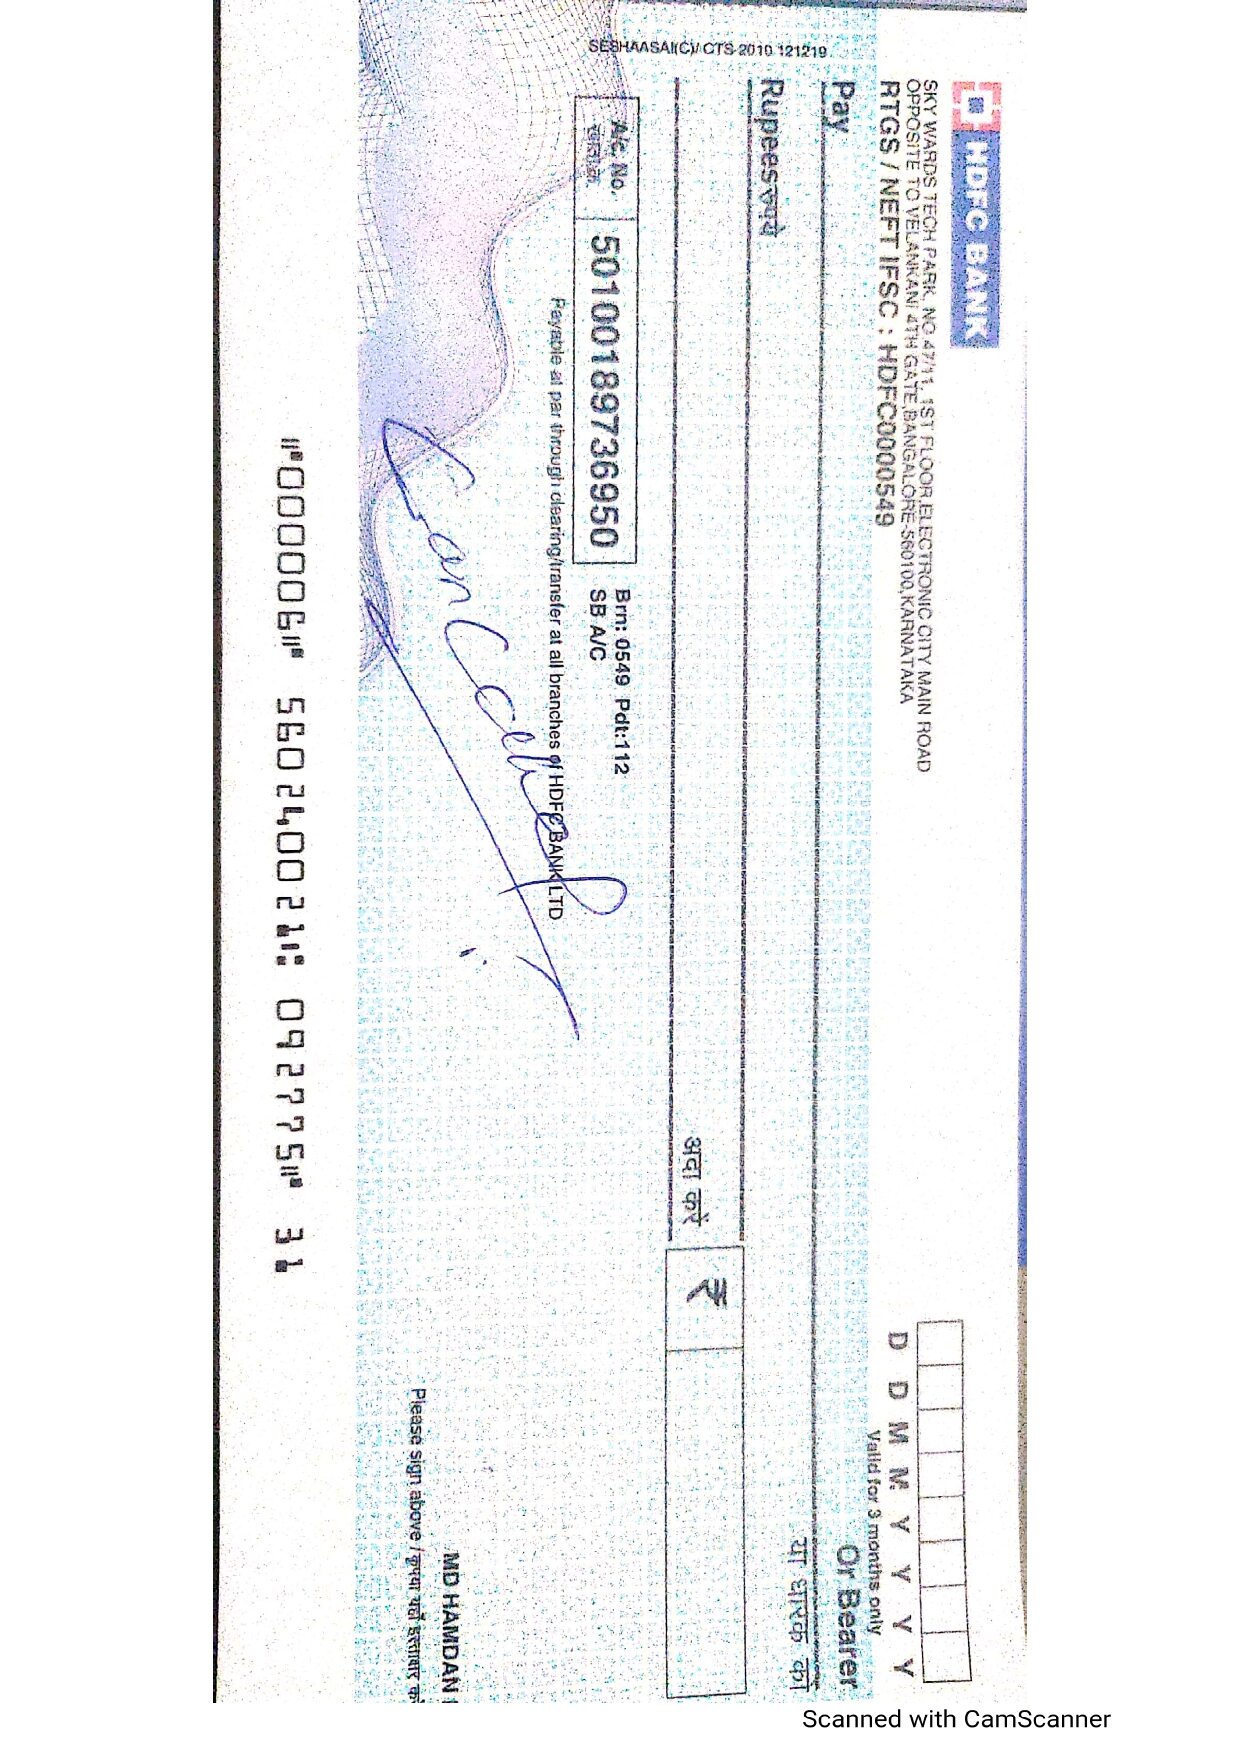 HDFC BANK
SKY WARDS TECH PARK, NO.47/11, 1ST FLOOR,ELECTRONIC CITY MAIN ROAD
OPPOSITE TO VELANKANI 4TH GATE,BANGALORE-560100,KARNATAKA
RTGS / NEFT IFSC : HDFC0000549
D D M M Y Y Y Y
Valid for 3 months only
Pay
Or Bearer
या धारक को
Rupees रुपये
अदा करें
₹
A/c. No.
खाता क्र.
50100189736950
Brn: 0549 Pdt:112
SB A/C
Payable at par through clearing/transfer at all branches of HDFC BANK LTD
Cancelled
MD HAMDAN
Please sign above / कृपया यहाँ हस्ताक्षर
SESHAASAI(C)/ CTS-2010 121219
⑈000006⑈ 560240021⑆ 092775⑈ 31
Scanned with CamScanner